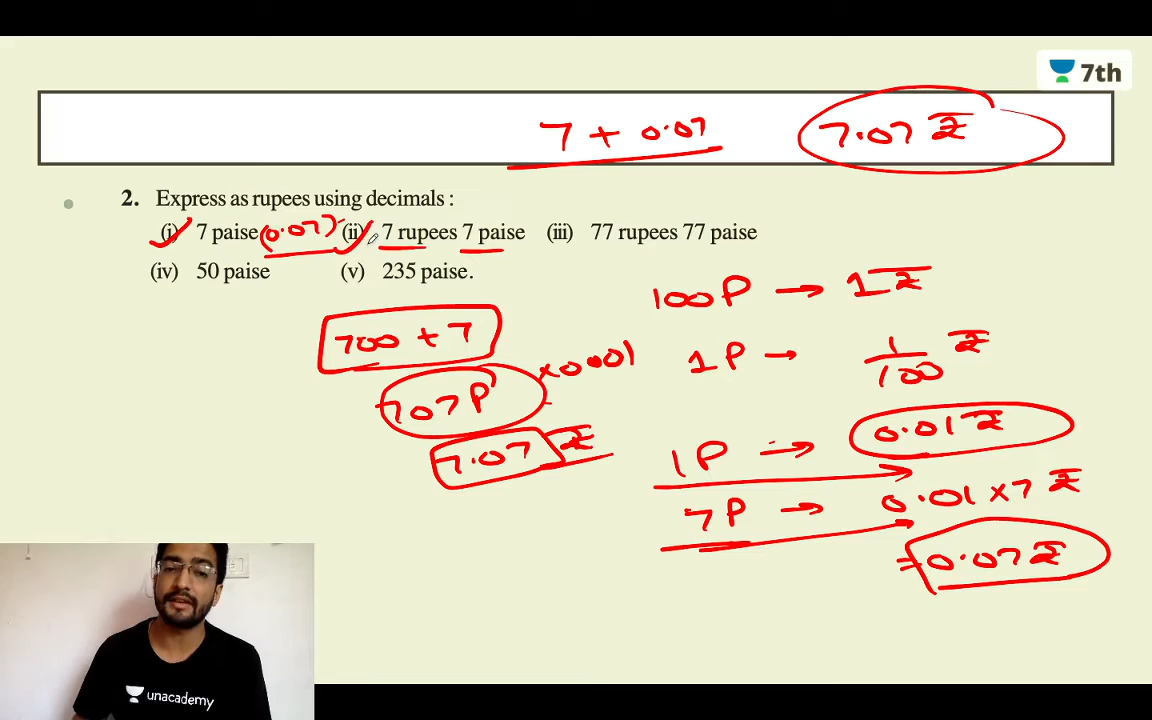 7th
7 + 0.07 7.07 ₹
2. Express as rupees using decimals :
(i) 7 paise (0.07) (ii) 7 rupees 7 paise (iii) 77 rupees 77 paise
(iv) 50 paise (v) 235 paise.
100P → 1₹
700 + 7
1P → 1/100 ₹
707P ×0.01
7.07 ₹
1P → 0.01₹
7P → 0.01×7 ₹
=0.07₹
unacademy